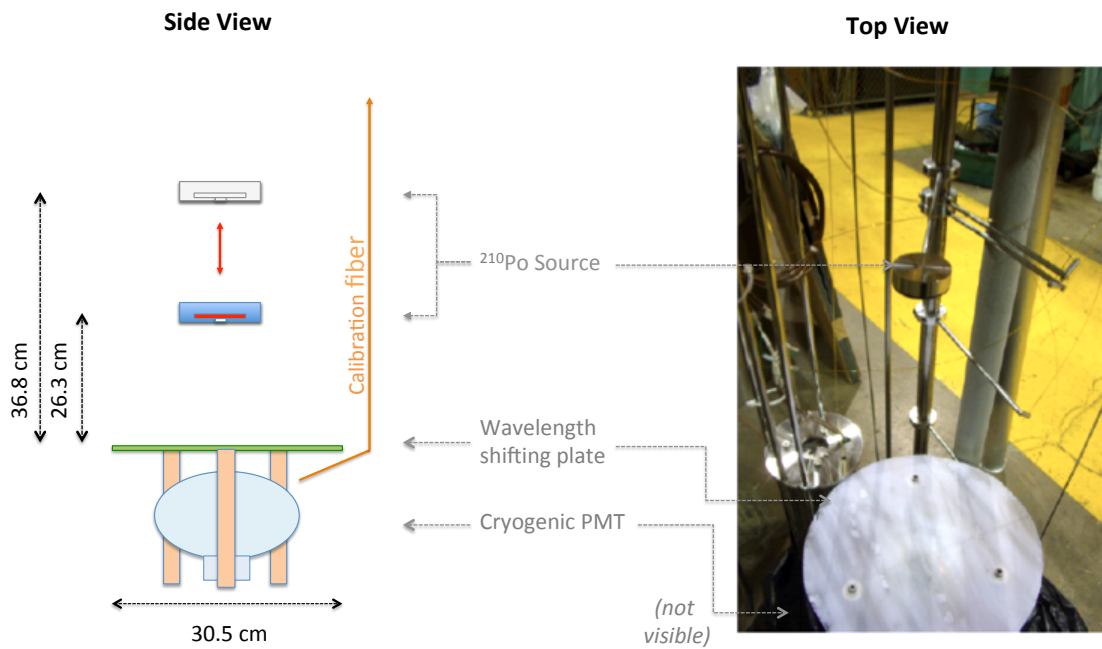 Side View
Top View
36.8 cm
26.3 cm
Calibration fiber
²¹⁰Po Source
Wavelength
shifting plate
Cryogenic PMT
(not
visible)
30.5 cm